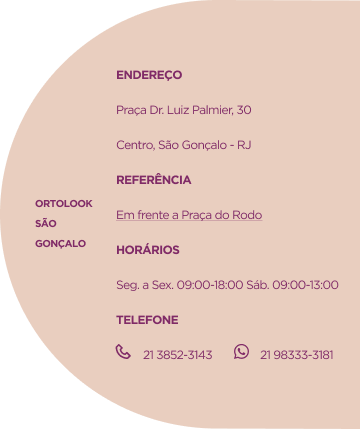 ORTOLOOK
SÃO
GONÇALO
ENDEREÇO
Praça Dr. Luiz Palmier, 30
Centro, São Gonçalo - RJ
REFERÊNCIA
Em frente a Praça do Rodo
HORÁRIOS
Seg. a Sex. 09:00-18:00 Sáb. 09:00-13:00
TELEFONE
21 3852-3143 21 98333-3181